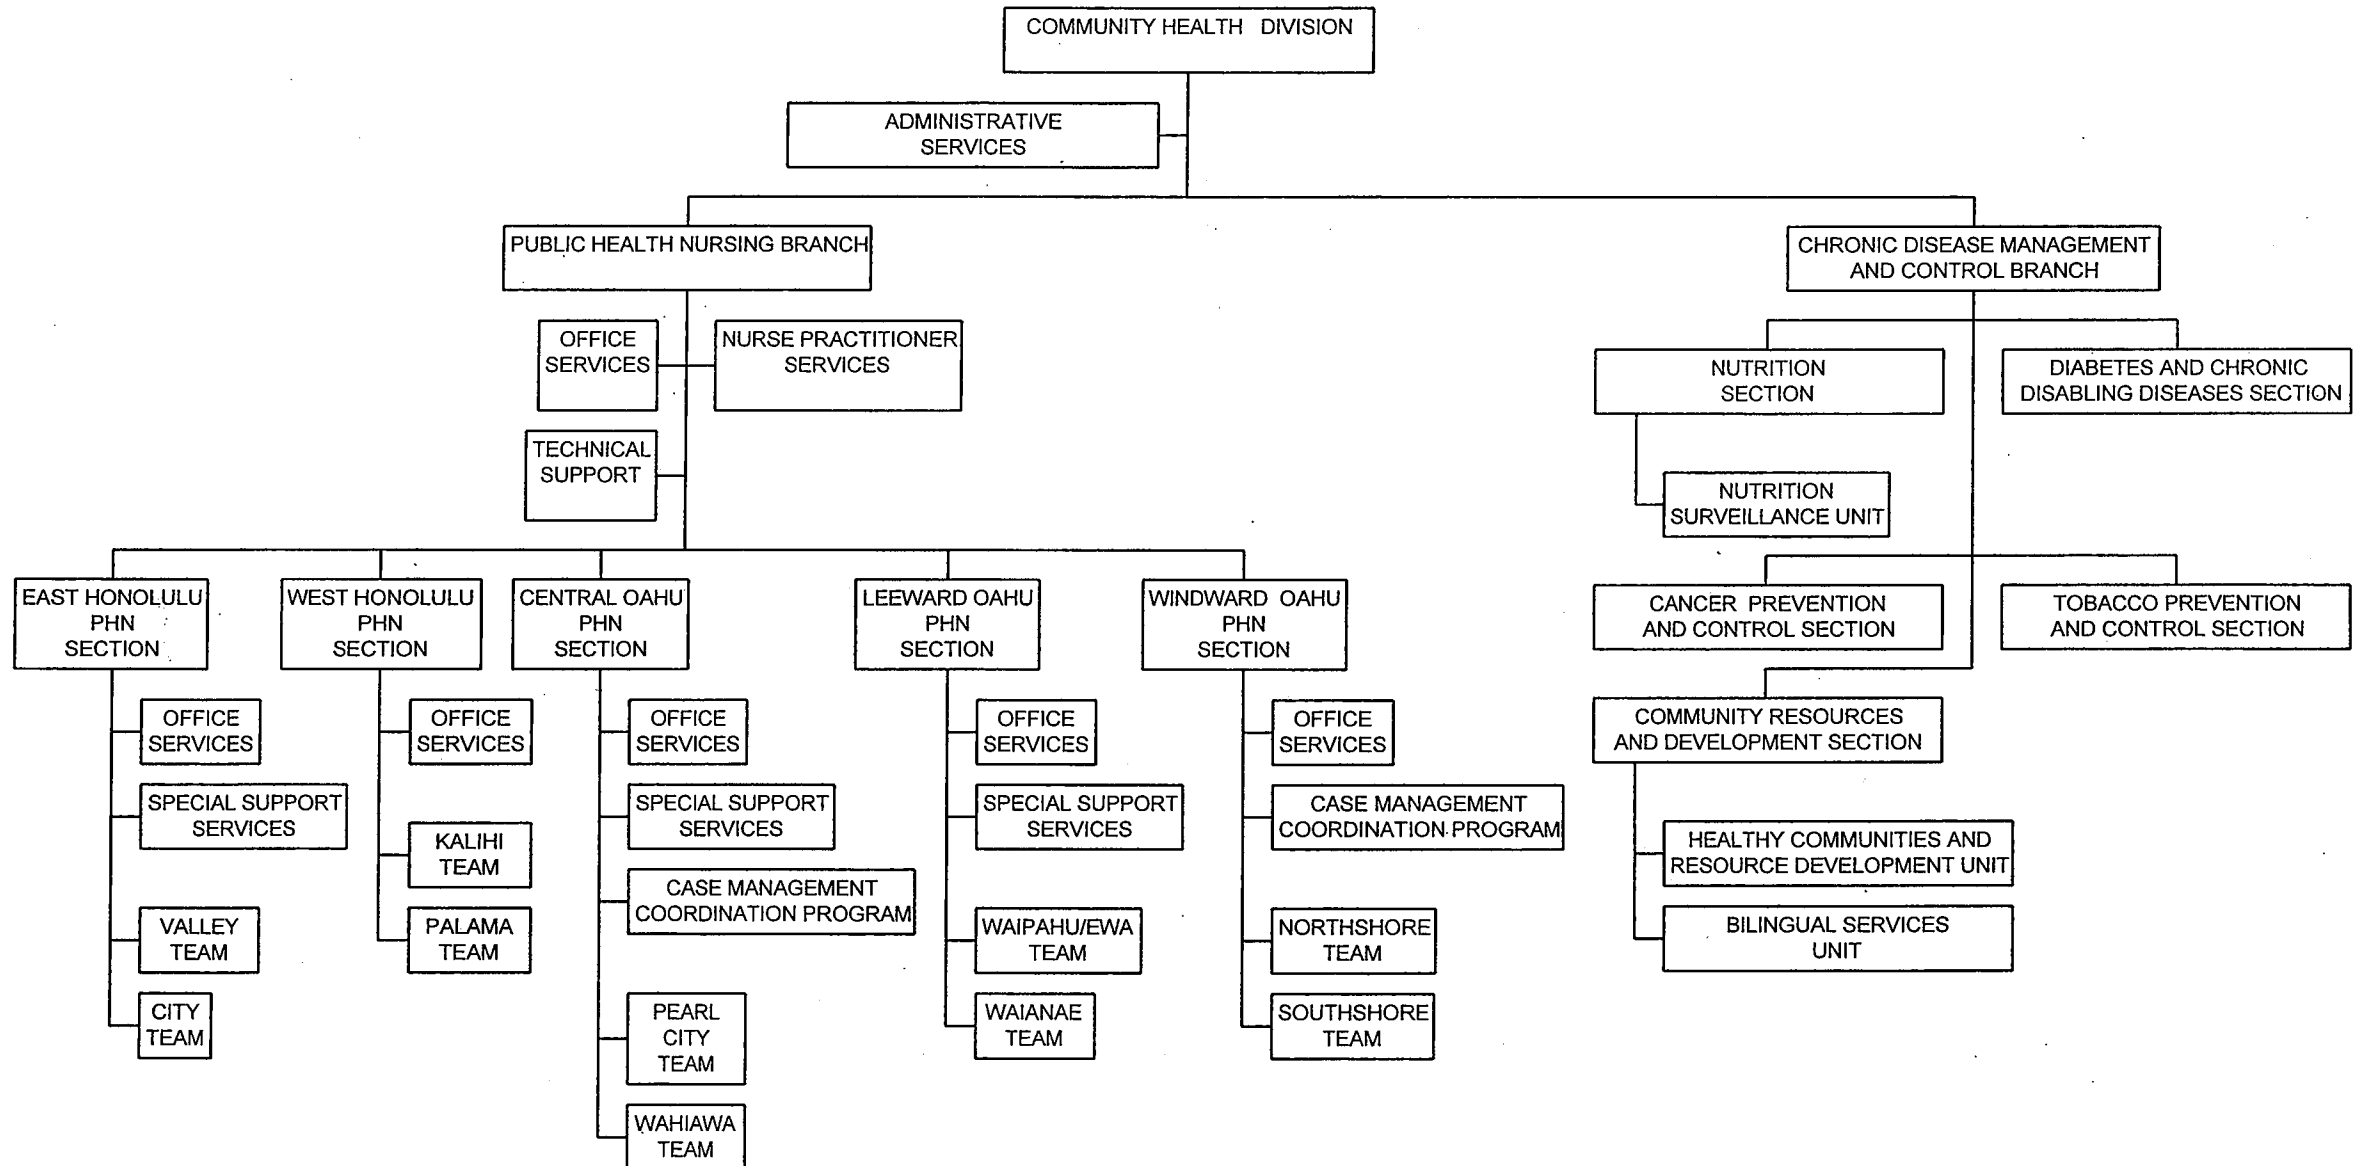 COMMUNITY HEALTH DIVISION
ADMINISTRATIVE
SERVICES
PUBLIC HEALTH NURSING BRANCH
CHRONIC DISEASE MANAGEMENT
AND CONTROL BRANCH
OFFICE
SERVICES
NURSE PRACTITIONER
SERVICES
TECHNICAL
SUPPORT
NUTRITION
SECTION
DIABETES AND CHRONIC
DISABLING DISEASES SECTION
NUTRITION
SURVEILLANCE UNIT
CANCER PREVENTION
AND CONTROL SECTION
TOBACCO PREVENTION
AND CONTROL SECTION
COMMUNITY RESOURCES
AND DEVELOPMENT SECTION
HEALTHY COMMUNITIES AND
RESOURCE DEVELOPMENT UNIT
BILINGUAL SERVICES
UNIT
EAST HONOLULU
PHN
SECTION
OFFICE
SERVICES
SPECIAL SUPPORT
SERVICES
VALLEY
TEAM
CITY
TEAM
WEST HONOLULU
PHN
SECTION
OFFICE
SERVICES
KALIHI
TEAM
PALAMA
TEAM
CENTRAL OAHU
PHN
SECTION
OFFICE
SERVICES
SPECIAL SUPPORT
SERVICES
CASE MANAGEMENT
COORDINATION PROGRAM
PEARL
CITY
TEAM
WAHIAWA
TEAM
LEEWARD OAHU
PHN
SECTION
OFFICE
SERVICES
SPECIAL SUPPORT
SERVICES
WAIPAHU/EWA
TEAM
WAIANAE
TEAM
WINDWARD OAHU
PHN
SECTION
OFFICE
SERVICES
CASE MANAGEMENT
COORDINATION PROGRAM
NORTHSHORE
TEAM
SOUTHSHORE
TEAM